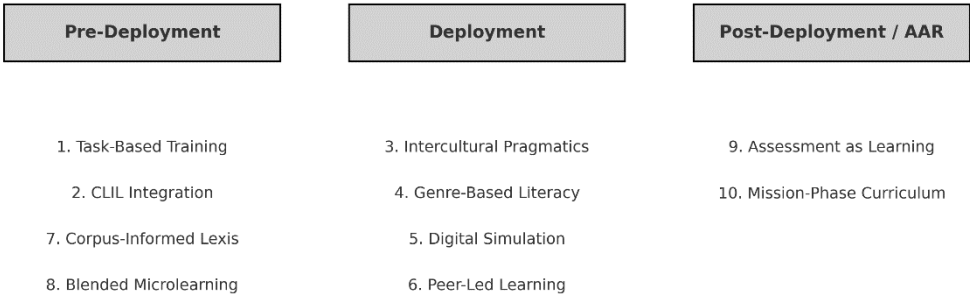 Pre-Deployment
1. Task-Based Training
2. CLIL Integration
7. Corpus-Informed Lexis
8. Blended Microlearning
Deployment
3. Intercultural Pragmatics
4. Genre-Based Literacy
5. Digital Simulation
6. Peer-Led Learning
Post-Deployment / AAR
9. Assessment as Learning
10. Mission-Phase Curriculum